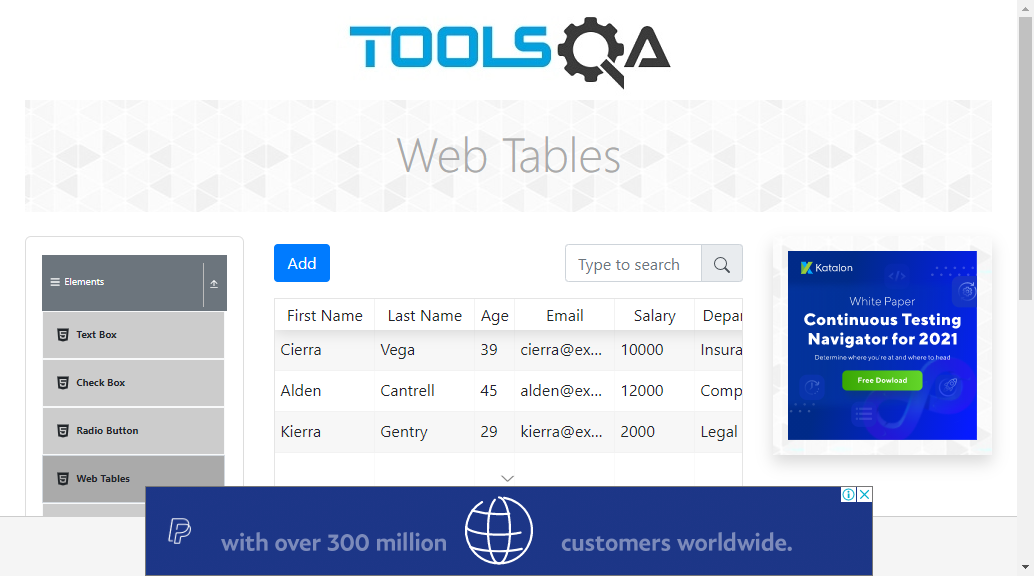 TOOLSQA
Web Tables
Elements
Text Box
Check Box
Radio Button
Web Tables
Add
Type to search
First Name Last Name Age Email Salary Depar
Cierra Vega 39 cierra@ex... 10000 Insura
Alden Cantrell 45 alden@ex... 12000 Comp
Kierra Gentry 29 kierra@ex... 2000 Legal
Katalon
White Paper
Continuous Testing
Navigator for 2021
Determine where you're at and where to head
Free Dowload
with over 300 million customers worldwide.